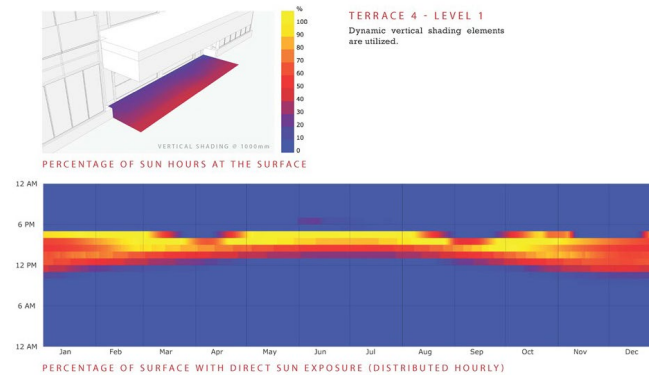 %
100
90
80
70
60
50
40
30
20
10
0
TERRACE 4 - LEVEL 1
Dynamic vertical shading elements
are utilized.
VERTICAL SHADING @ 1800mm
PERCENTAGE OF SUN HOURS AT THE SURFACE
12 AM
6 PM
12 PM
6 AM
12 AM
Jan Feb Mar Apr May Jun Jul Aug Sep Oct Nov Dec
PERCENTAGE OF SURFACE WITH DIRECT SUN EXPOSURE (DISTRIBUTED HOURLY)